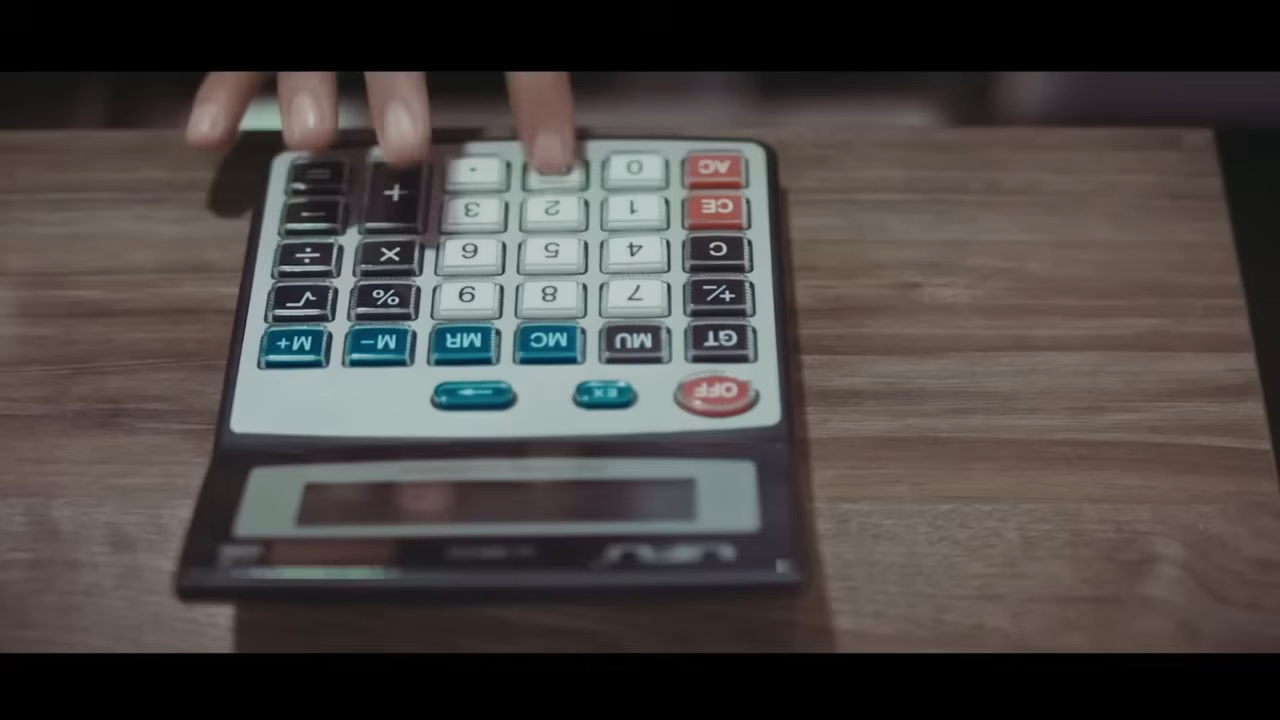 OFF EX ←
GT MU MC MR M− M+
+/− 7 8 9 % √
C 4 5 6 × ÷
CE 1 2 3 + −
AC 0 . =